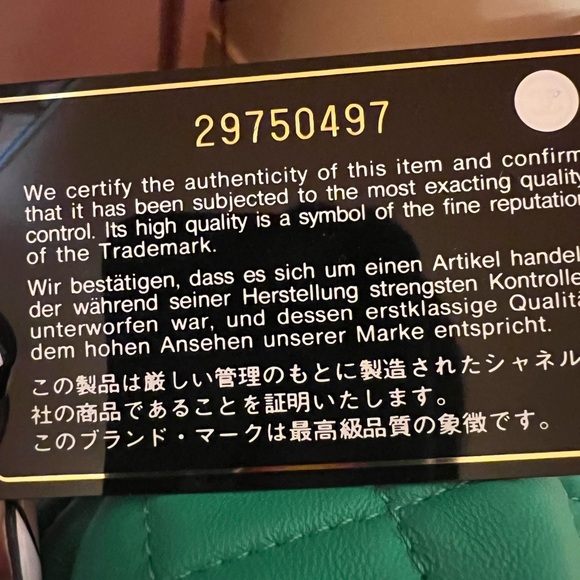 29750497
We certify the authenticity of this item and confirm
that it has been subjected to the most exacting quality
control. Its high quality is a symbol of the fine reputation
of the Trademark.
Wir bestätigen, dass es sich um einen Artikel handel
der während seiner Herstellung strengsten Kontrolle
unterworfen war, und dessen erstklassige Qualitä
dem hohen Ansehen unserer Marke entspricht.
この製品は厳しい管理のもとに製造されたシャネル
社の商品であることを証明いたします。
このブランド・マークは最高級品質の象徴です。